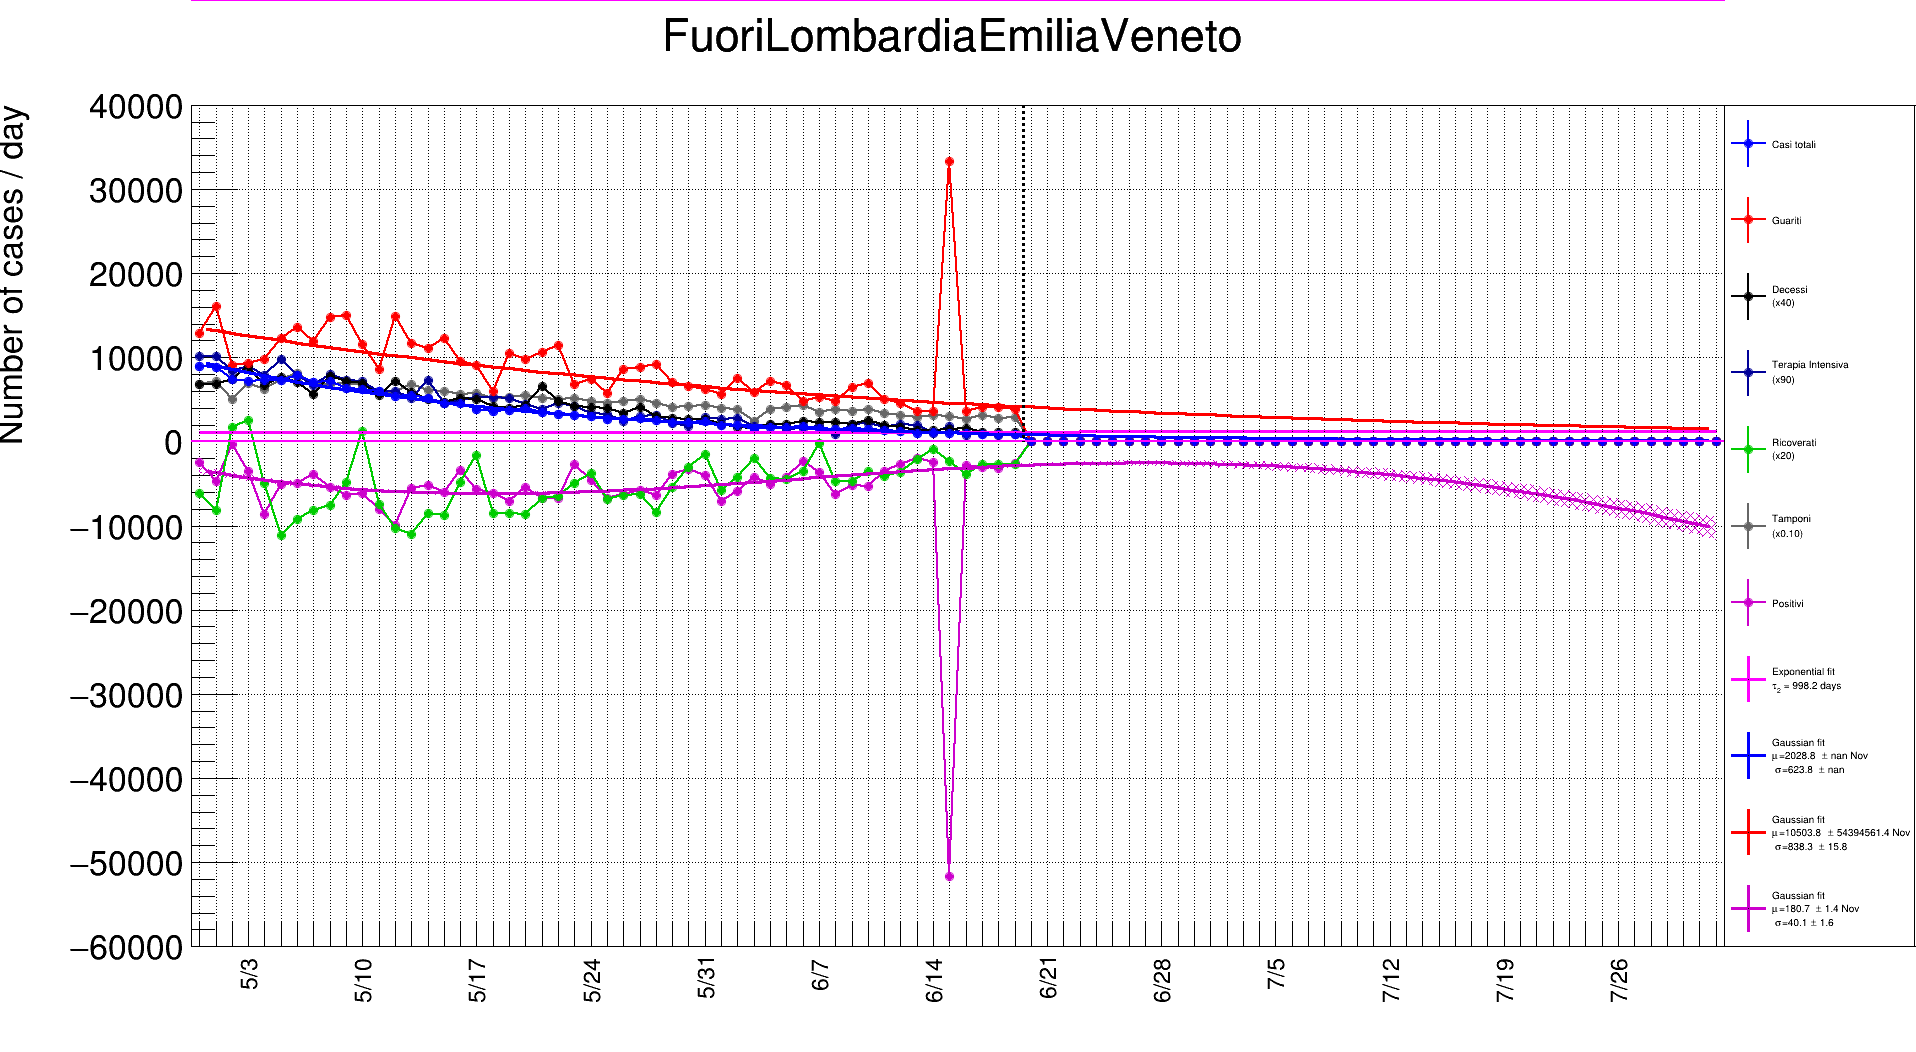 FuoriLombardiaEmiliaVeneto
Number of cases / day
40000
30000
20000
10000
0
−10000
−20000
−30000
−40000
−50000
−60000
5/3
5/10
5/17
5/24
5/31
6/7
6/14
6/21
6/28
7/5
7/12
7/19
7/26
Casi totali
Guariti
Decessi
(x40)
Terapia Intensiva
(x90)
Ricoverati
(x20)
Tamponi
(x0.10)
Positivi
Exponential fit
τ2 = 998.2 days
Gaussian fit
μ=2028.8 ± nan Nov
σ=623.8 ± nan
Gaussian fit
μ=10503.8 ± 54394561.4 Nov
σ=838.3 ± 15.8
Gaussian fit
μ=180.7 ± 1.4 Nov
σ=40.1 ± 1.6